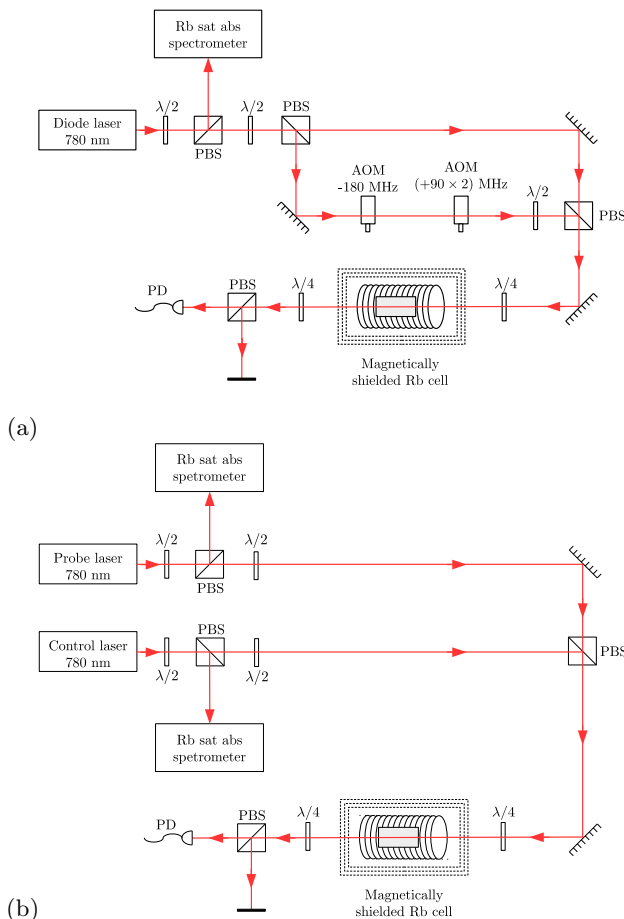 Rb sat abs
spectrometer
λ/2
λ/2
PBS
Diode laser
780 nm
PBS
AOM
-180 MHz
AOM
(+90 × 2) MHz
λ/2
PBS
PD
PBS
λ/4
λ/4
Magnetically
shielded Rb cell
(a)
Rb sat abs
spetrometer
λ/2
λ/2
Probe laser
780 nm
PBS
PBS
Control laser
780 nm
λ/2
λ/2
PBS
Rb sat abs
spetrometer
PD
PBS
λ/4
λ/4
Magnetically
shielded Rb cell
(b)